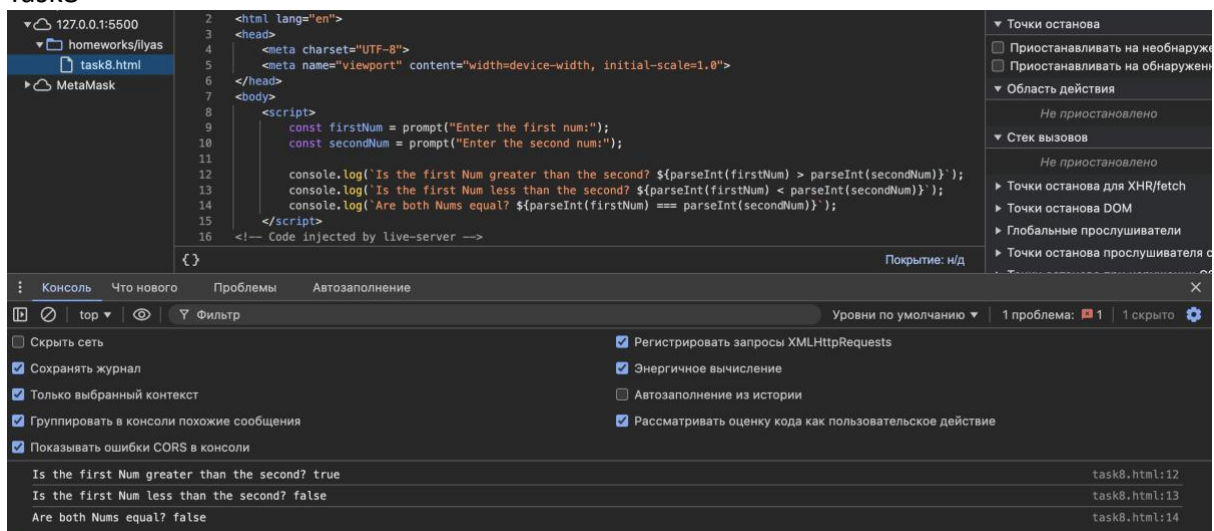 127.0.0.1:5500
homeworks/ilyas
task8.html
MetaMask
2 <html lang="en">
3 <head>
4 <meta charset="UTF-8">
5 <meta name="viewport" content="width=device-width, initial-scale=1.0">
6 </head>
7 <body>
8 <script>
9 const firstNum = prompt("Enter the first num:");
10 const secondNum = prompt("Enter the second num:");
11
12 console.log(`Is the first Num greater than the second? ${parseInt(firstNum) > parseInt(secondNum)}`);
13 console.log(`Is the first Num less than the second? ${parseInt(firstNum) < parseInt(secondNum)}`);
14 console.log(`Are both Nums equal? ${parseInt(firstNum) === parseInt(secondNum)}`);
15 </script>
16 <!-- Code injected by live-server -->
{} Покрытие: н/д
Точки останова
Приостанавливать на необнаруже
Приостанавливать на обнаружен
Область действия
Не приостановлено
Стек вызовов
Не приостановлено
Точки останова для XHR/fetch
Точки останова DOM
Глобальные прослушиватели
Точки останова прослушивателя с
Консоль Что нового Проблемы Автозаполнение
top Фильтр Уровни по умолчанию 1 проблема: 1 1 скрыто
Скрыть сеть Регистрировать запросы XMLHttpRequests
Сохранять журнал Энергичное вычисление
Только выбранный контекст Автозаполнение из истории
Группировать в консоли похожие сообщения Рассматривать оценку кода как пользовательское действие
Показывать ошибки CORS в консоли
Is the first Num greater than the second? true task8.html:12
Is the first Num less than the second? false task8.html:13
Are both Nums equal? false task8.html:14